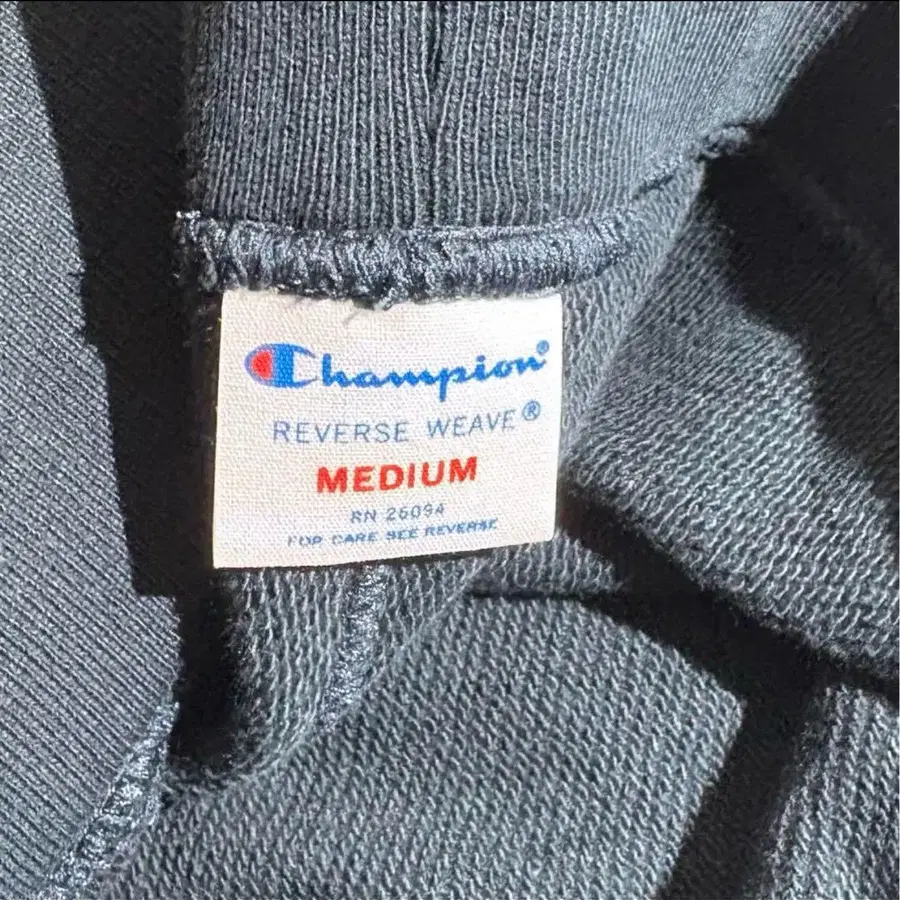 Champion®
REVERSE WEAVE®
MEDIUM
RN 26094
FOR CARE SEE REVERSE